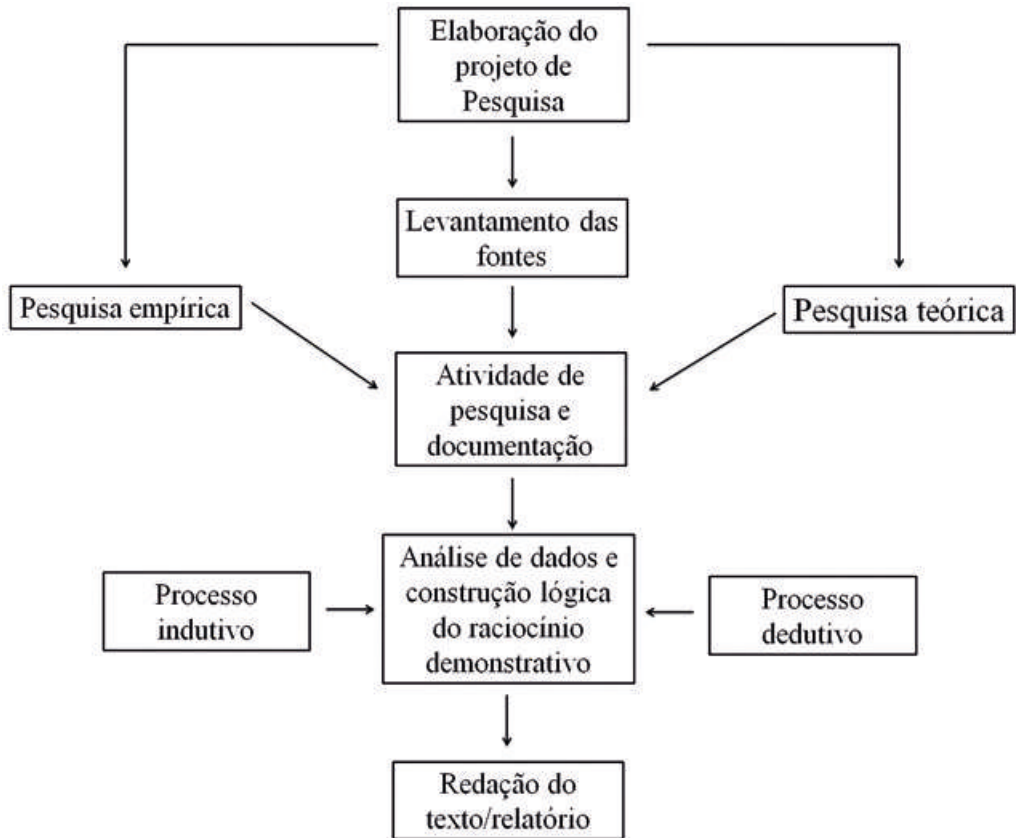 Elaboração do
projeto de
Pesquisa
Levantamento das
fontes
Pesquisa empírica
Pesquisa teórica
Atividade de
pesquisa e
documentação
Processo
indutivo
Análise de dados e
construção lógica
do raciocínio
demonstrativo
Processo
dedutivo
Redação do
texto/relatório